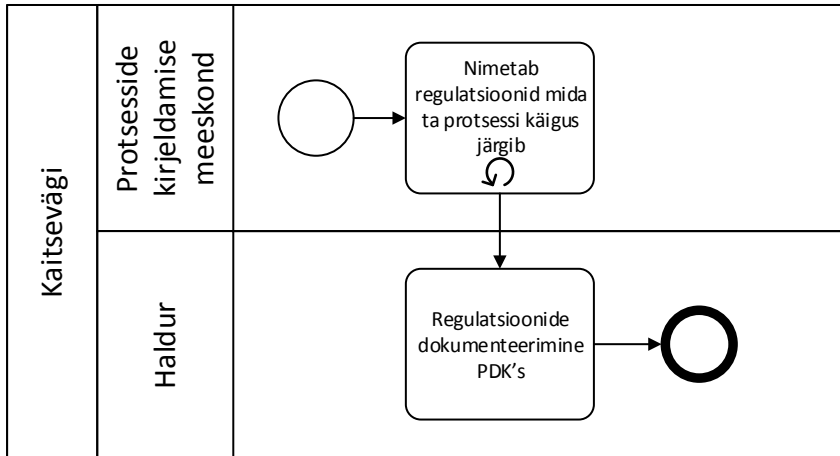 Kaitsevägi
Protsesside
kirjeldamise
meeskond
Nimetab
regulatsioonid mida
ta protsessi käigus
järgib
Haldur
Regulatsioonide
dokumenteerimine
PDK's